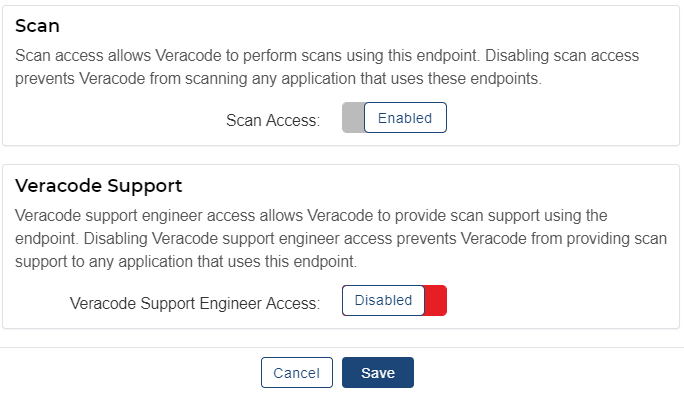 Scan
Scan access allows Veracode to perform scans using this endpoint. Disabling scan access
prevents Veracode from scanning any application that uses these endpoints.
Scan Access: Enabled
Veracode Support
Veracode support engineer access allows Veracode to provide scan support using the
endpoint. Disabling Veracode support engineer access prevents Veracode from providing scan
support to any application that uses this endpoint.
Veracode Support Engineer Access: Disabled
Cancel Save